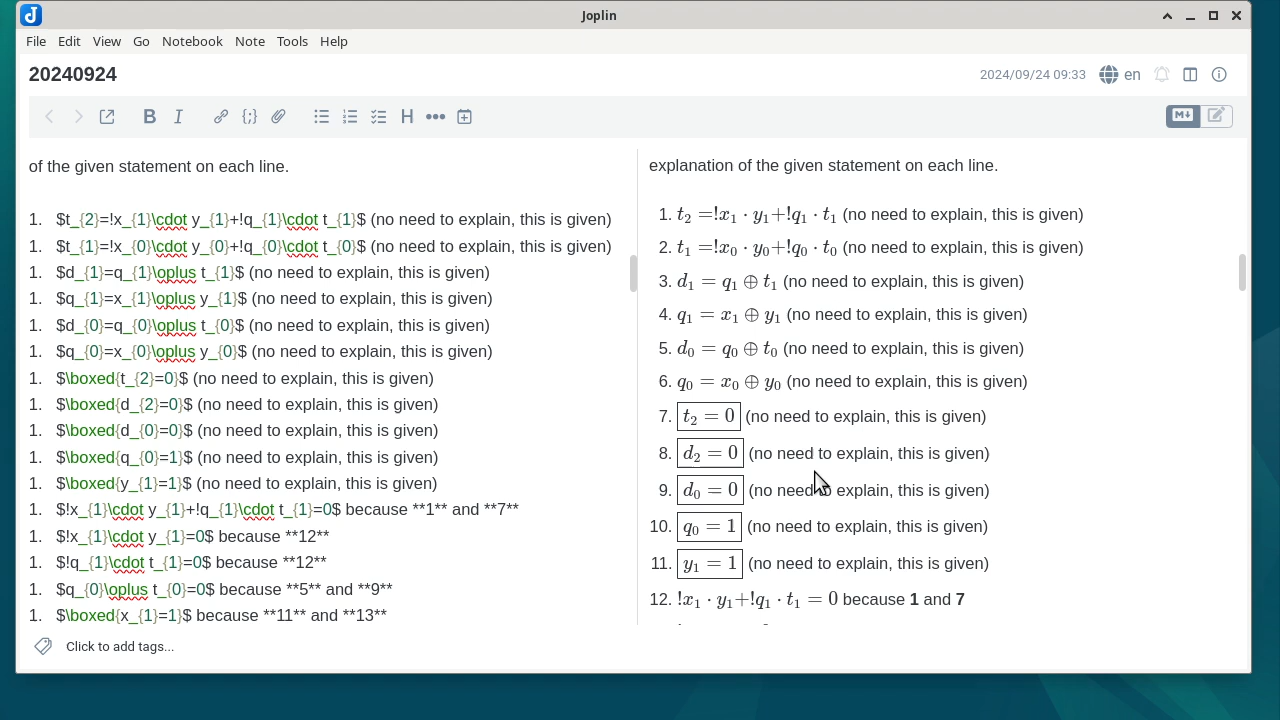 Joplin
File Edit View Go Notebook Note Tools Help
20240924
2024/09/24 09:33 en
of the given statement on each line.
1. $t_{2}=!x_{1}\cdot y_{1}+!q_{1}\cdot t_{1}$ (no need to explain, this is given)
1. $t_{1}=!x_{0}\cdot y_{0}+!q_{0}\cdot t_{0}$ (no need to explain, this is given)
1. $d_{1}=q_{1}\oplus t_{1}$ (no need to explain, this is given)
1. $q_{1}=x_{1}\oplus y_{1}$ (no need to explain, this is given)
1. $d_{0}=q_{0}\oplus t_{0}$ (no need to explain, this is given)
1. $q_{0}=x_{0}\oplus y_{0}$ (no need to explain, this is given)
1. $\boxed{t_{2}=0}$ (no need to explain, this is given)
1. $\boxed{d_{2}=0}$ (no need to explain, this is given)
1. $\boxed{d_{0}=0}$ (no need to explain, this is given)
1. $\boxed{q_{0}=1}$ (no need to explain, this is given)
1. $\boxed{y_{1}=1}$ (no need to explain, this is given)
1. $!x_{1}\cdot y_{1}+!q_{1}\cdot t_{1}=0$ because **1** and **7**
1. $!x_{1}\cdot y_{1}=0$ because **12**
1. $!q_{1}\cdot t_{1}=0$ because **12**
1. $q_{0}\oplus t_{0}=0$ because **5** and **9**
1. $\boxed{x_{1}=1}$ because **11** and **13**
explanation of the given statement on each line.
1. t₂ =!x₁ · y₁+!q₁ · t₁ (no need to explain, this is given)
2. t₁ =!x₀ · y₀+!q₀ · t₀ (no need to explain, this is given)
3. d₁ = q₁ ⊕ t₁ (no need to explain, this is given)
4. q₁ = x₁ ⊕ y₁ (no need to explain, this is given)
5. d₀ = q₀ ⊕ t₀ (no need to explain, this is given)
6. q₀ = x₀ ⊕ y₀ (no need to explain, this is given)
7. t₂ = 0 (no need to explain, this is given)
8. d₂ = 0 (no need to explain, this is given)
9. d₀ = 0 (no need to explain, this is given)
10. q₀ = 1 (no need to explain, this is given)
11. y₁ = 1 (no need to explain, this is given)
12. !x₁ · y₁+!q₁ · t₁ = 0 because 1 and 7
Click to add tags...